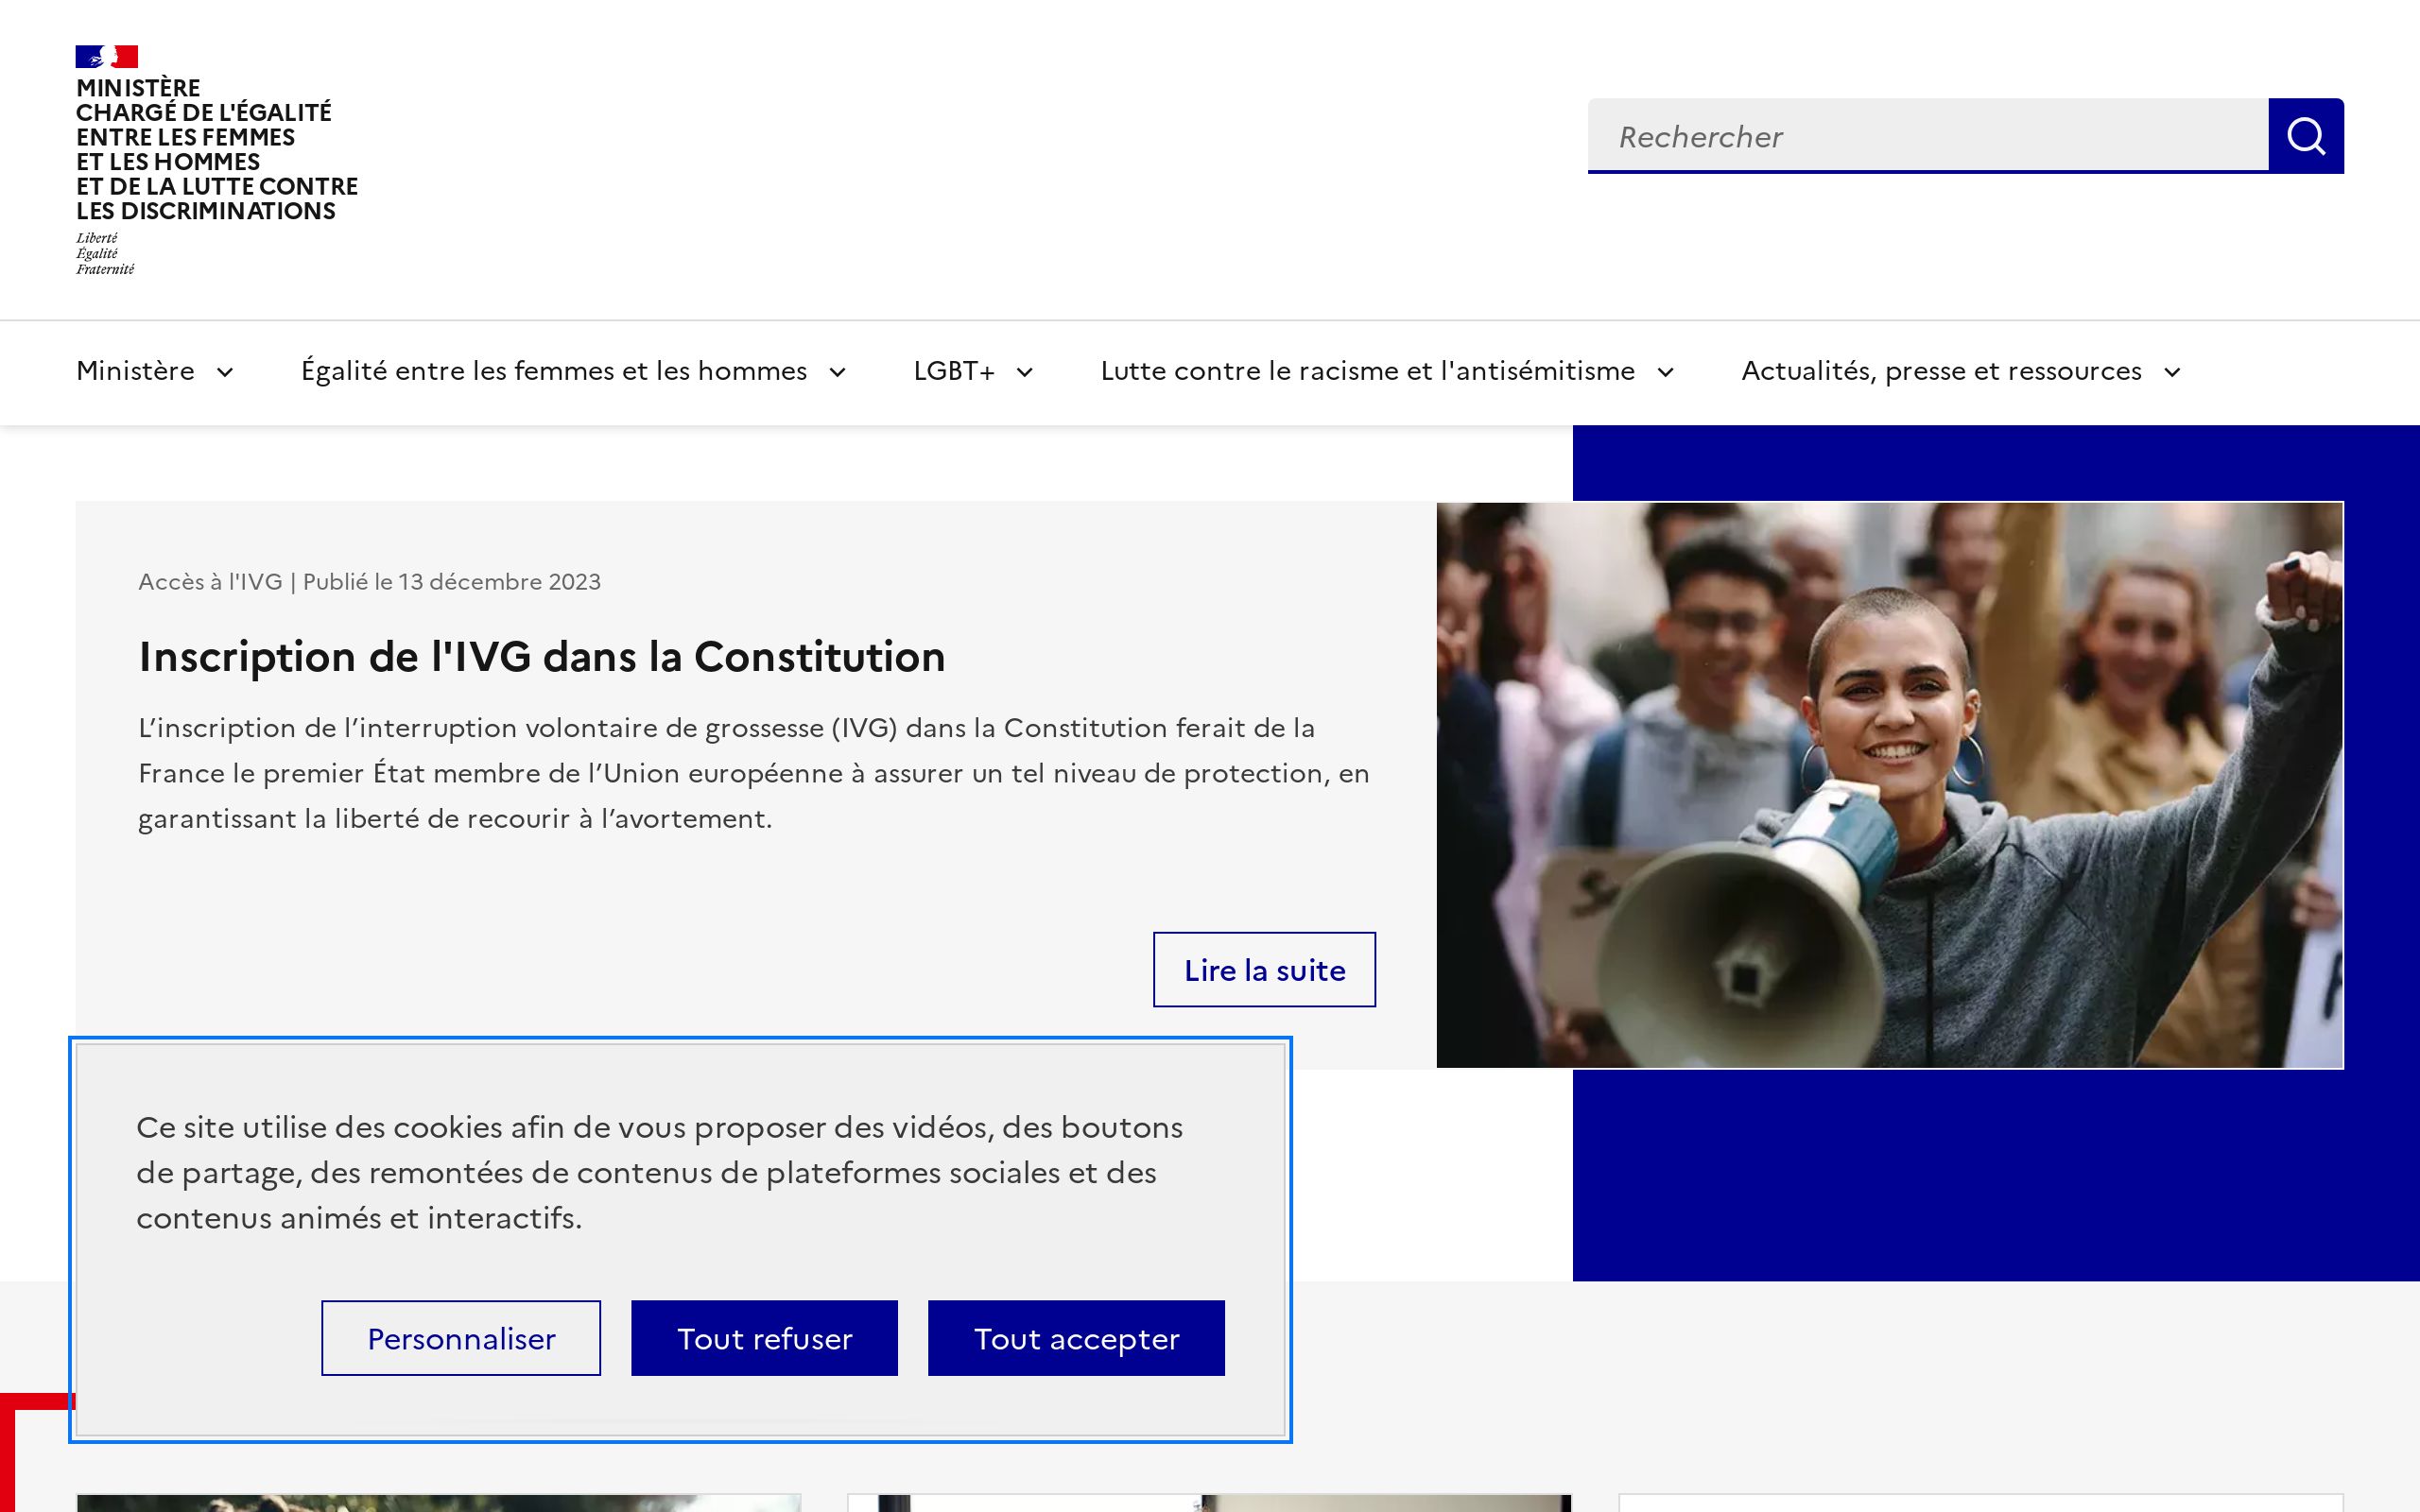 MINISTÈRE
CHARGÉ DE L'ÉGALITÉ
ENTRE LES FEMMES
ET LES HOMMES
ET DE LA LUTTE CONTRE
LES DISCRIMINATIONS
Liberté
Égalité
Fraternité
Rechercher
Ministère
Égalité entre les femmes et les hommes
LGBT+
Lutte contre le racisme et l'antisémitisme
Actualités, presse et ressources
Accès à l'IVG | Publié le 13 décembre 2023
Inscription de l'IVG dans la Constitution
L’inscription de l’interruption volontaire de grossesse (IVG) dans la Constitution ferait de la
France le premier État membre de l’Union européenne à assurer un tel niveau de protection, en
garantissant la liberté de recourir à l’avortement.
Lire la suite
Ce site utilise des cookies afin de vous proposer des vidéos, des boutons
de partage, des remontées de contenus de plateformes sociales et des
contenus animés et interactifs.
Personnaliser
Tout refuser
Tout accepter